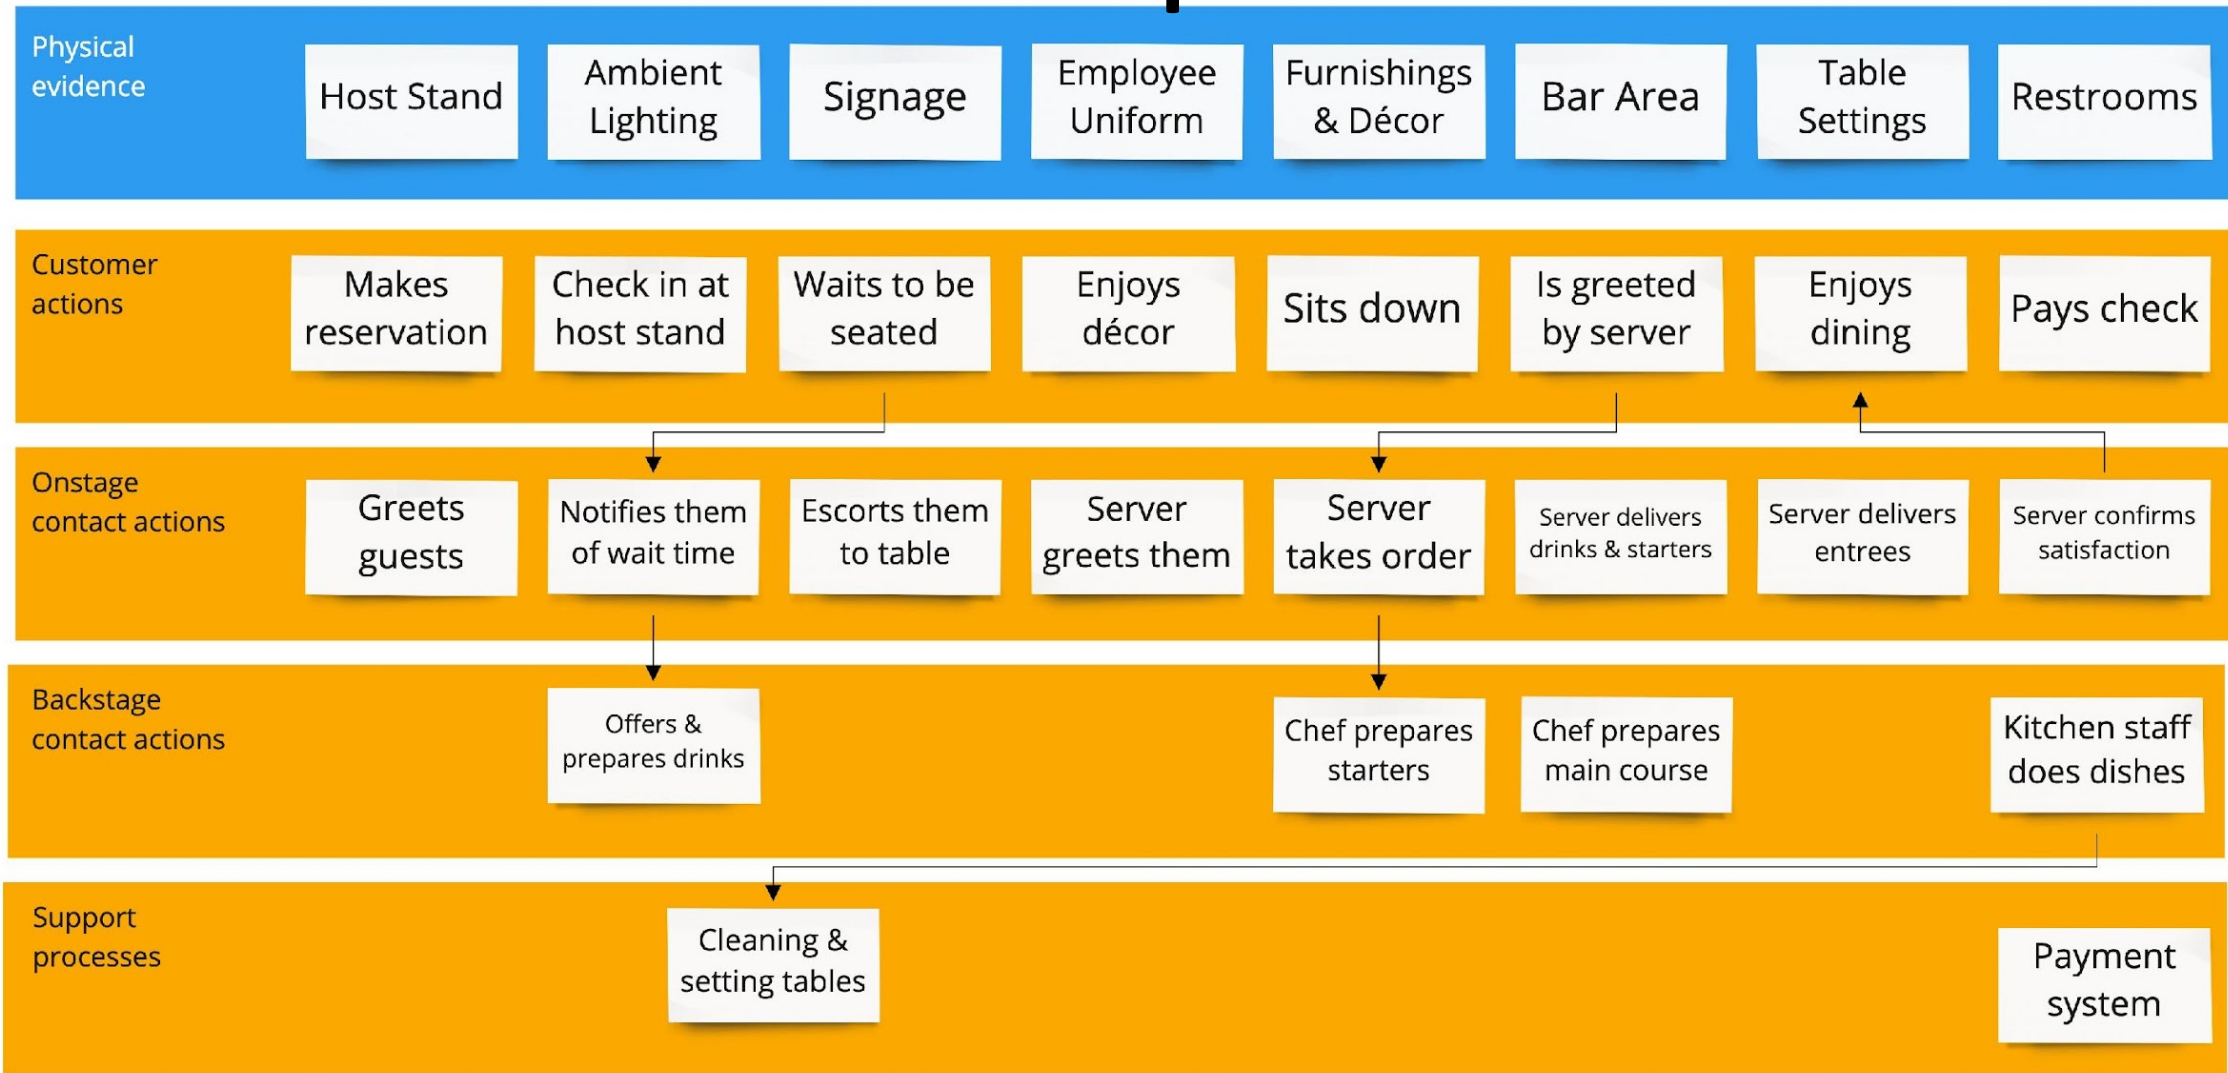 Physical
evidence
Host Stand
Ambient
Lighting
Signage
Employee
Uniform
Furnishings
& Décor
Bar Area
Table
Settings
Restrooms
Customer
actions
Makes
reservation
Check in at
host stand
Waits to be
seated
Enjoys
décor
Sits down
Is greeted
by server
Enjoys
dining
Pays check
Onstage
contact actions
Greets
guests
Notifies them
of wait time
Escorts them
to table
Server
greets them
Server
takes order
Server delivers
drinks & starters
Server delivers
entrees
Server confirms
satisfaction
Backstage
contact actions
Offers &
prepares drinks
Chef prepares
starters
Chef prepares
main course
Kitchen staff
does dishes
Support
processes
Cleaning &
setting tables
Payment
system